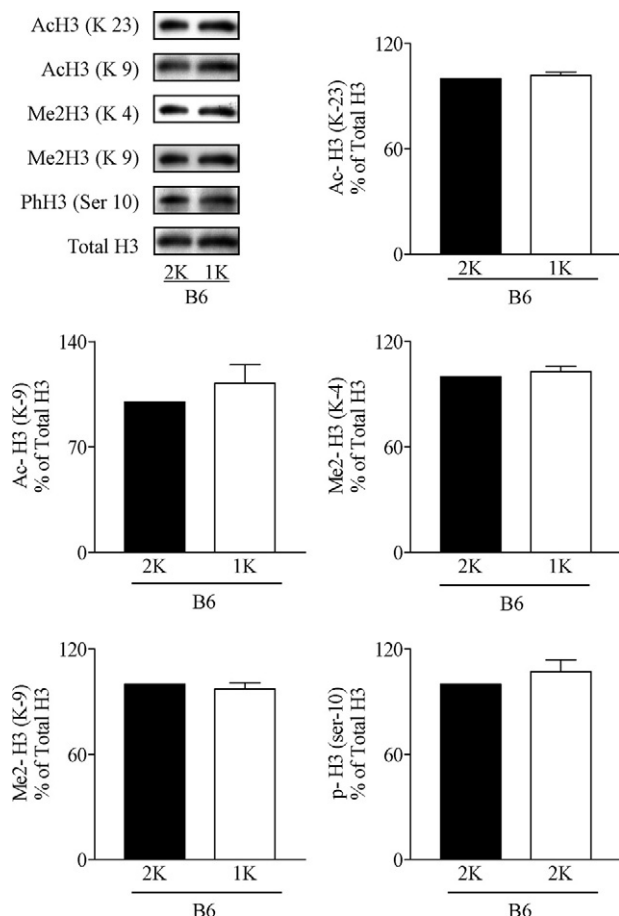 AcH3 (K 23)
AcH3 (K 9)
Me2H3 (K 4)
Me2H3 (K 9)
PhH3 (Ser 10)
Total H3
2K 1K
B6
Ac- H3 (K-23)
% of Total H3
120
60
0
2K 1K
B6
Ac- H3 (K-9)
% of Total H3
140
70
0
2K 1K
B6
Me2- H3 (K-4)
% of Total H3
120
60
0
2K 1K
B6
Me2- H3 (K-9)
% of Total H3
120
60
0
2K 1K
B6
p- H3 (ser-10)
% of Total H3
120
60
0
2K 2K
B6